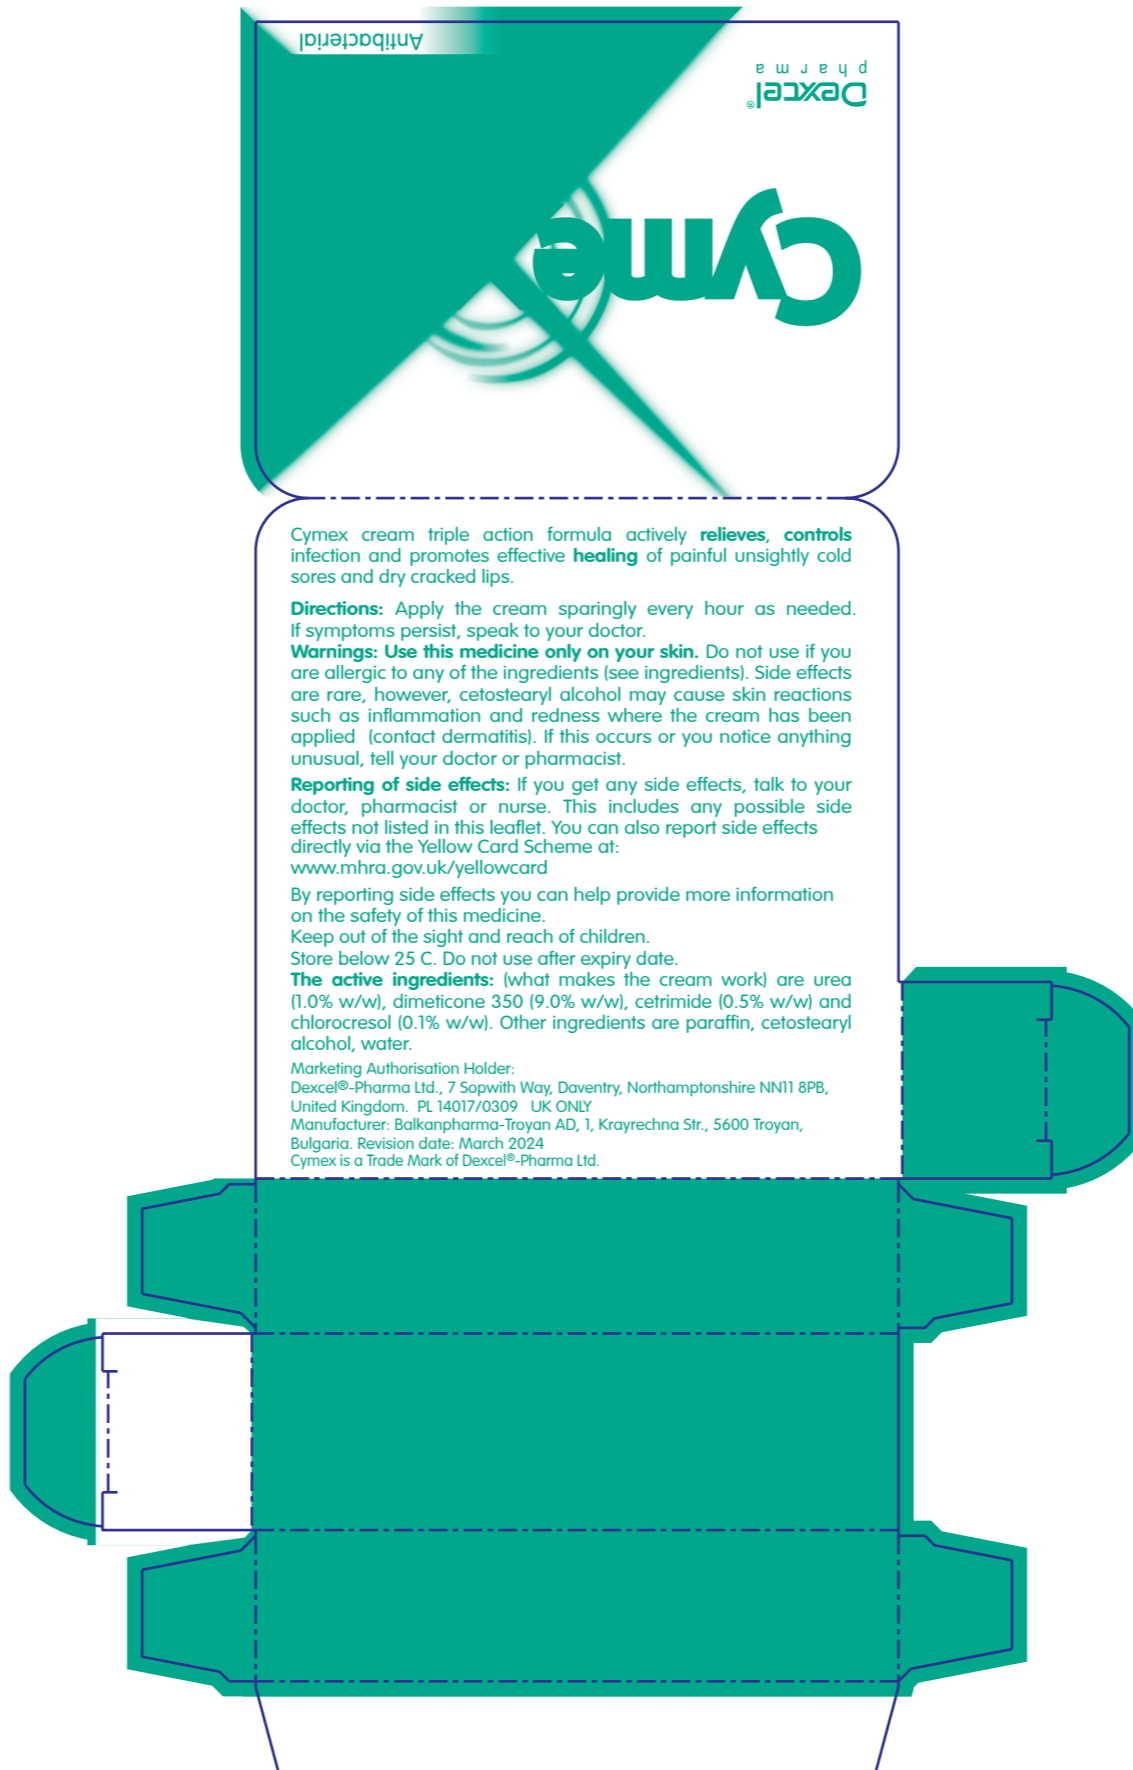 Antibacterial
Dexcel®
pharma
Cyme
Cymex cream triple action formula actively relieves, controls
infection and promotes effective healing of painful unsightly cold
sores and dry cracked lips.
Directions: Apply the cream sparingly every hour as needed.
If symptoms persist, speak to your doctor.
Warnings: Use this medicine only on your skin. Do not use if you
are allergic to any of the ingredients (see ingredients). Side effects
are rare, however, cetostearyl alcohol may cause skin reactions
such as inflammation and redness where the cream has been
applied (contact dermatitis). If this occurs or you notice anything
unusual, tell your doctor or pharmacist.
Reporting of side effects: If you get any side effects, talk to your
doctor, pharmacist or nurse. This includes any possible side
effects not listed in this leaflet. You can also report side effects
directly via the Yellow Card Scheme at:
www.mhra.gov.uk/yellowcard
By reporting side effects you can help provide more information
on the safety of this medicine.
Keep out of the sight and reach of children.
Store below 25 C. Do not use after expiry date.
The active ingredients: (what makes the cream work) are urea
(1.0% w/w), dimeticone 350 (9.0% w/w), cetrimide (0.5% w/w) and
chlorocresol (0.1% w/w). Other ingredients are paraffin, cetostearyl
alcohol, water.
Marketing Authorisation Holder:
Dexcel®-Pharma Ltd., 7 Sopwith Way, Daventry, Northamptonshire NN11 8PB,
United Kingdom. PL 14017/0309 UK ONLY
Manufacturer: Balkanpharma-Troyan AD, 1, Krayrechna Str., 5600 Troyan,
Bulgaria. Revision date: March 2024
Cymex is a Trade Mark of Dexcel®-Pharma Ltd.